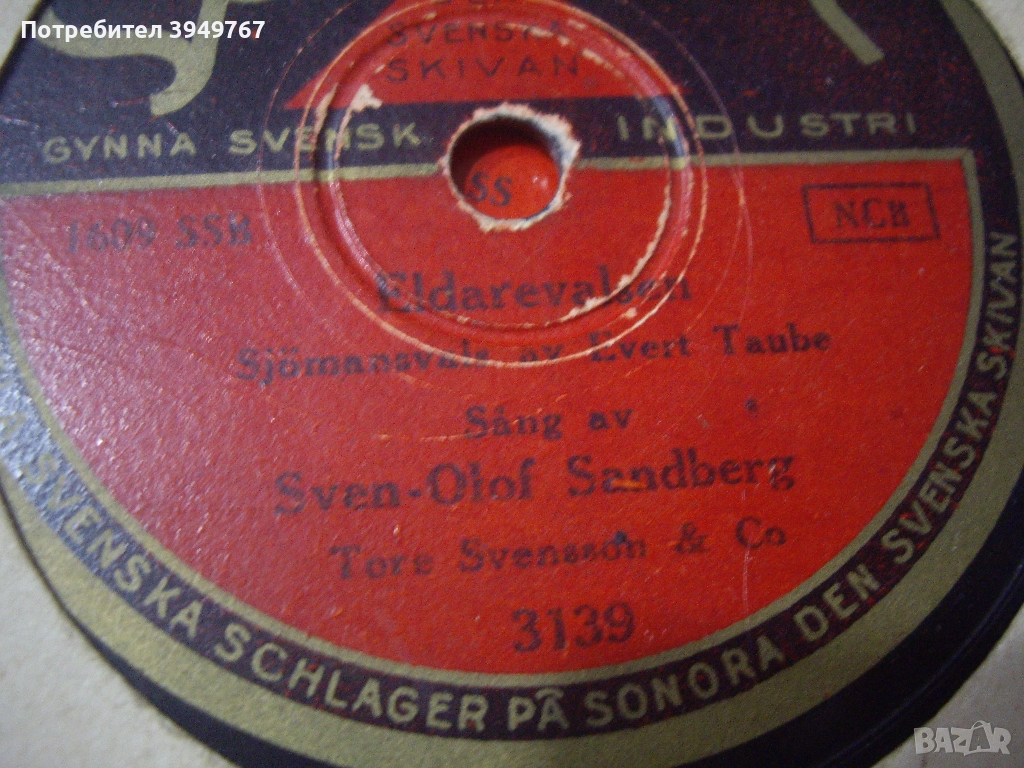 Потребител 3949767
SVENSKA
SKIVAN
GYNNA SVENSK INDUSTRI
SS
1609 SSB
NCB
Eldarevalsen
Sjömansvals av Evert Taube
Sång av
Sven-Olof Sandberg
Tore Svensson & Co
3139
SVENSKA SCHLAGER PÅ SONORA DEN SVENSKA SKIVAN
BAZAR